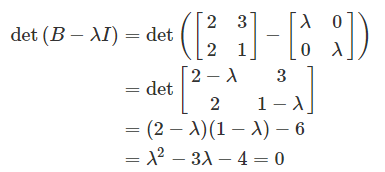 det (B − λI) = det ([2 3; 2 1] − [λ 0; 0 λ])
= det [2 − λ 3; 2 1 − λ]
= (2 − λ)(1 − λ) − 6
= λ² − 3λ − 4 = 0